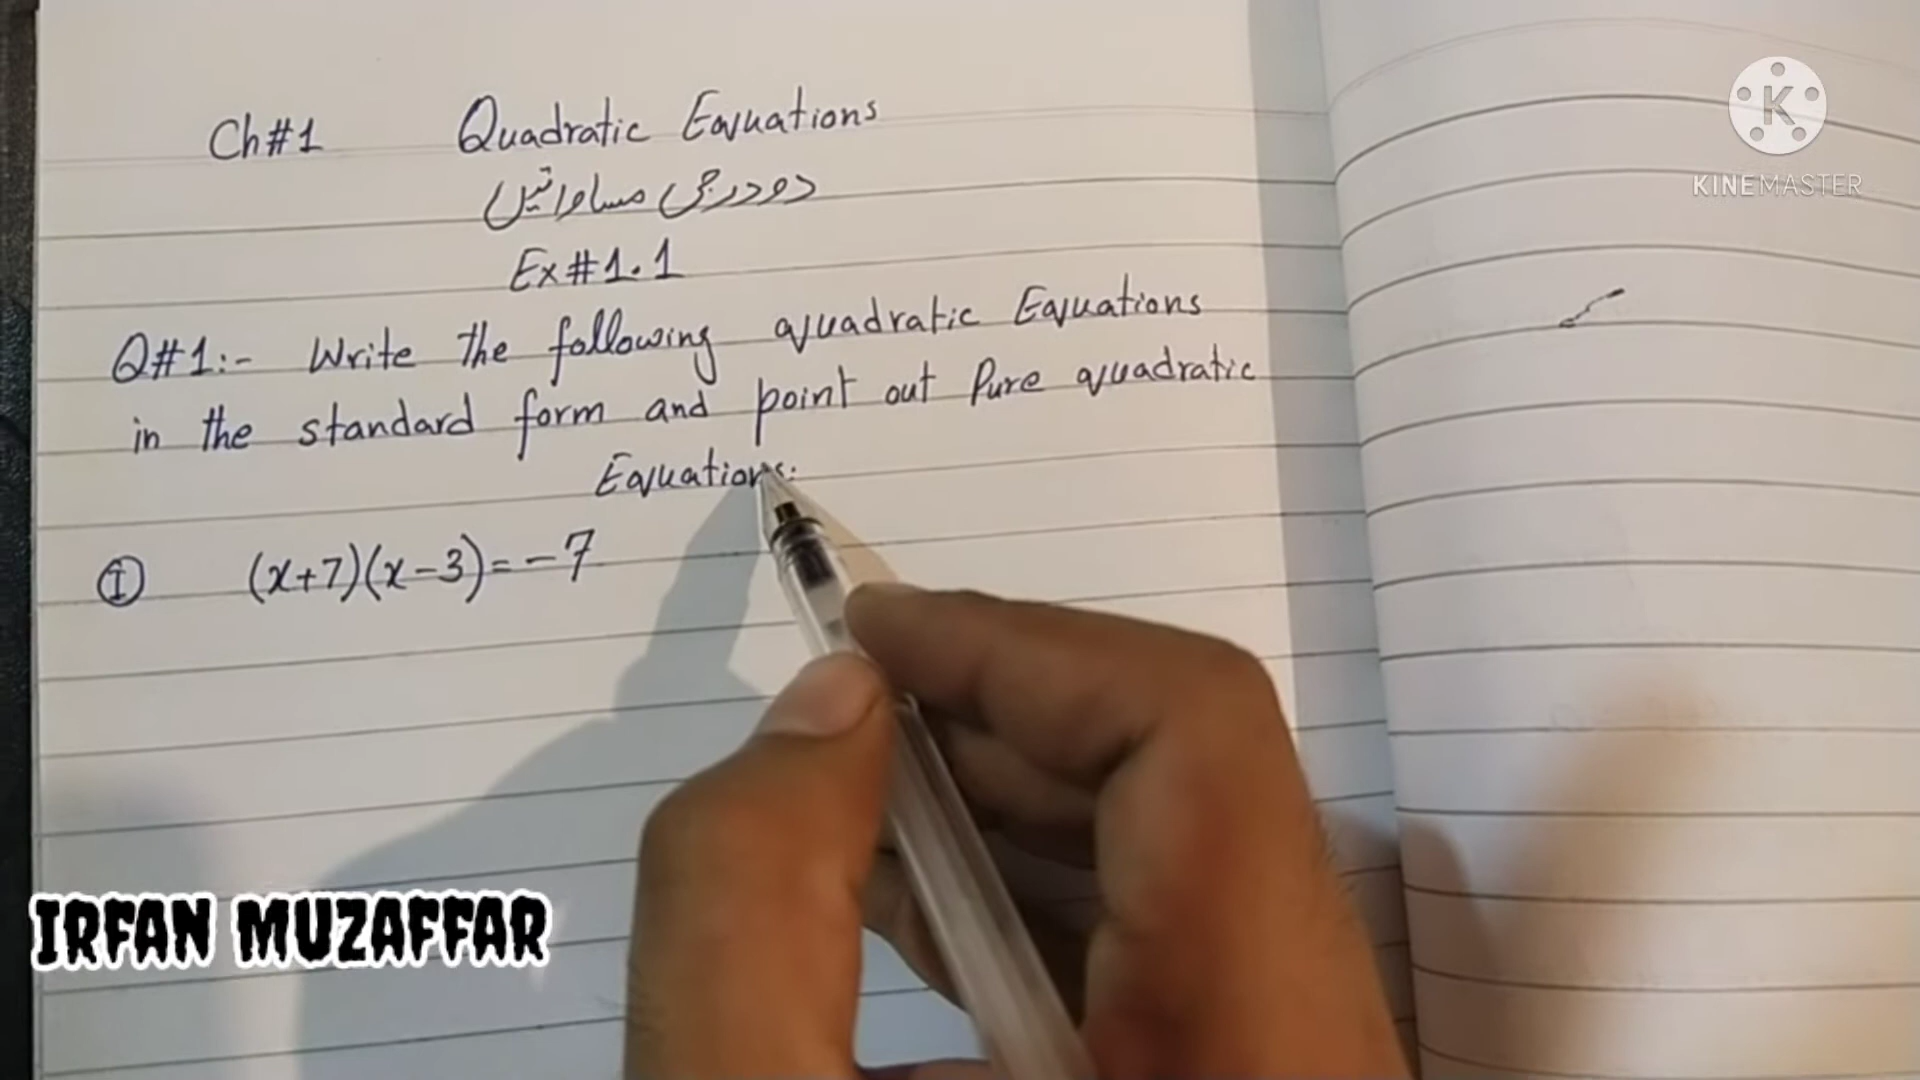 Ch#1 Quadratic Equations
دو درجی مساواتیں
Ex#1.1
Q#1:- Write the following quadratic Equations
in the standard form and point out Pure quadratic
Equations:
I (x+7)(x-3)=-7
K
KINEMASTER
IRFAN MUZAFFAR